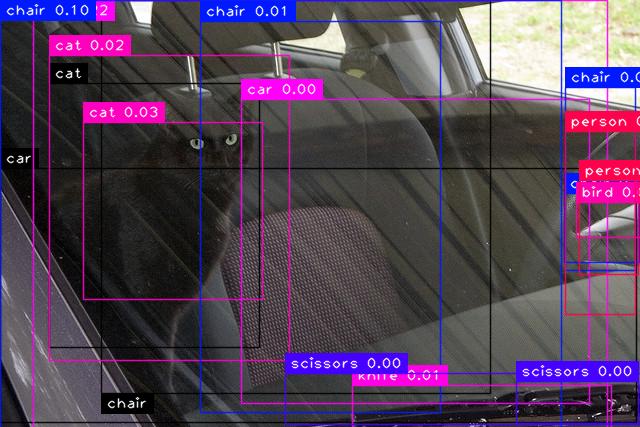 chair 0.10
2
chair 0.01
cat 0.02
cat
chair 0.0
car 0.00
cat 0.03
person 0
car
person
bird 0.
scissors 0.00
scissors 0.00
knife 0.01
chair